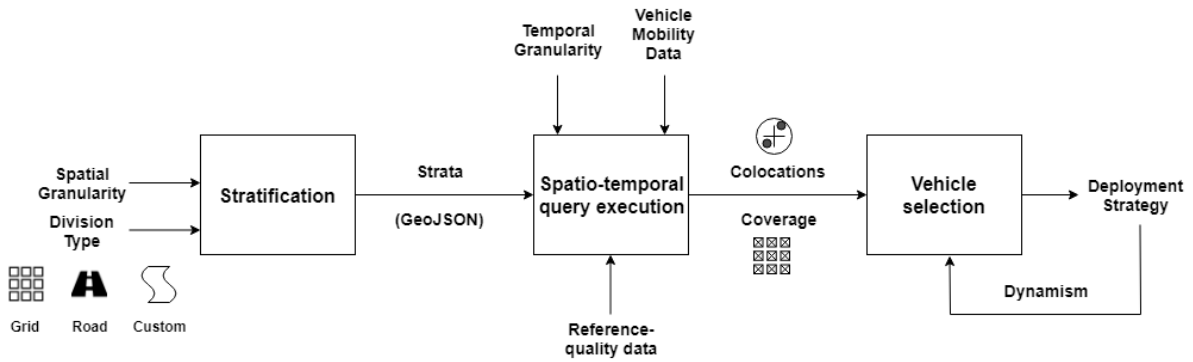 Temporal
Granularity
Vehicle
Mobility
Data
Spatial
Granularity
Division
Type
Grid
Road
Custom
Stratification
Strata
(GeoJSON)
Spatio-temporal
query execution
Reference-
quality data
Colocations
Coverage
Vehicle
selection
Deployment
Strategy
Dynamism